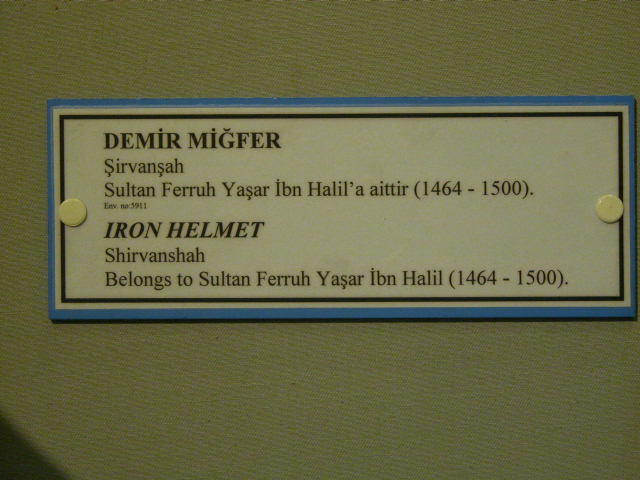 DEMİR MİĞFER
Şirvanşah
Sultan Ferruh Yaşar İbn Halil'a aittir (1464 - 1500).
Env. no:5911
IRON HELMET
Shirvanshah
Belongs to Sultan Ferruh Yaşar İbn Halil (1464 - 1500).